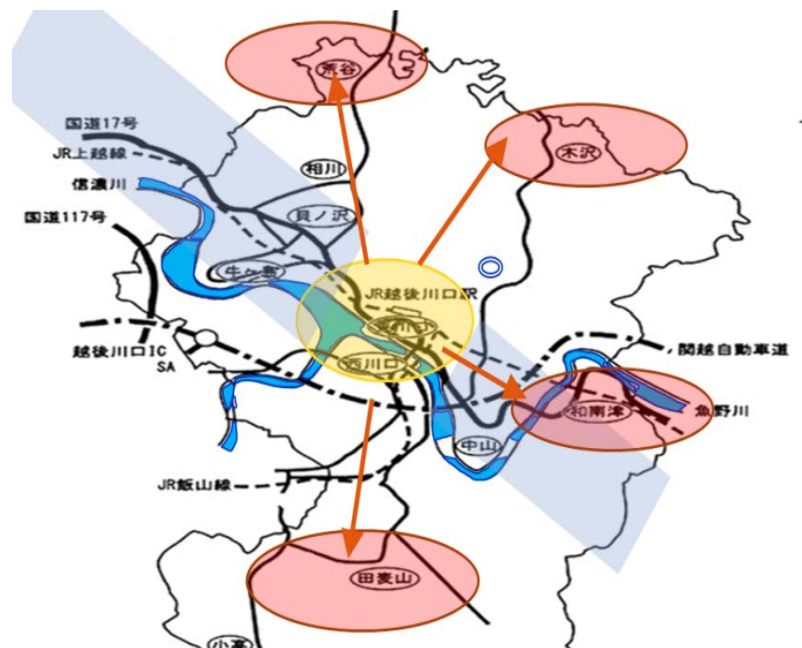 荒谷
国道17号
木沢
JR上越線
相川
信濃川
貝ノ沢
国道117号
牛ヶ島
JR越後川口駅
西川口
越後川口IC
SA
関越自動車道
和南津
魚野川
中山
JR飯山線
田麦山
小高